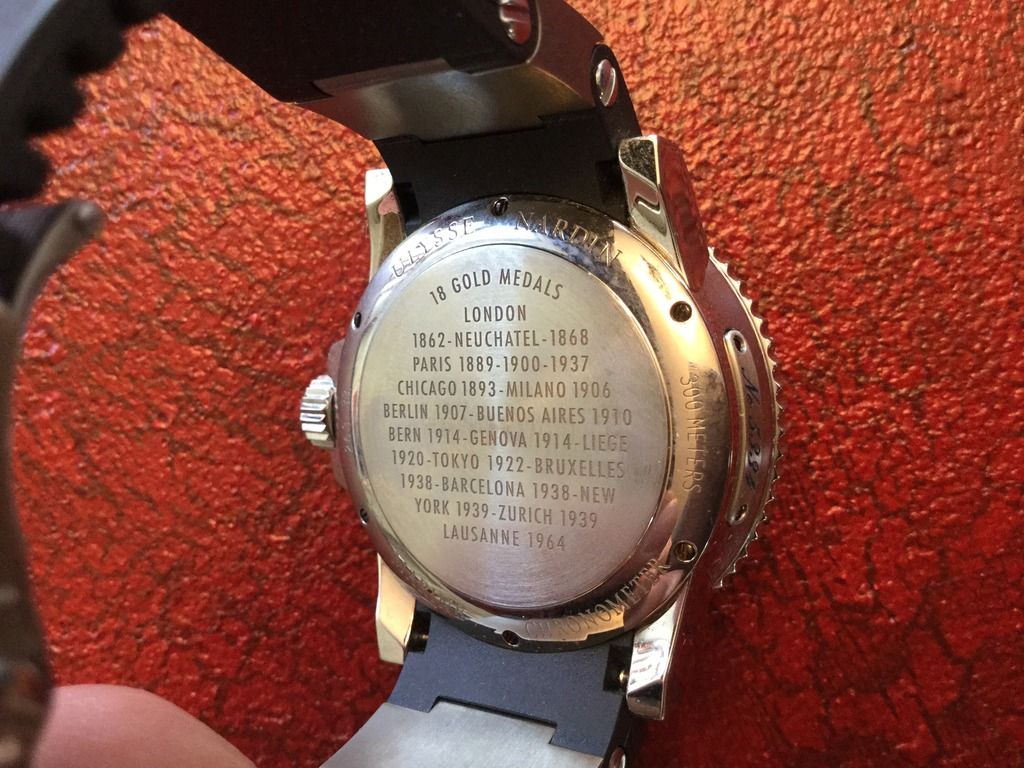 ULYSSE NARDIN
18 GOLD MEDALS
LONDON
1862-NEUCHATEL-1868
PARIS 1889-1900-1937
CHICAGO 1893-MILANO 1906
BERLIN 1907-BUENOS AIRES 1910
BERN 1914-GENOVA 1914-LIEGE
1920-TOKYO 1922-BRUXELLES
1938-BARCELONA 1938-NEW
YORK 1939-ZURICH 1939
LAUSANNE 1964
300 METERS
CHRONOMETER